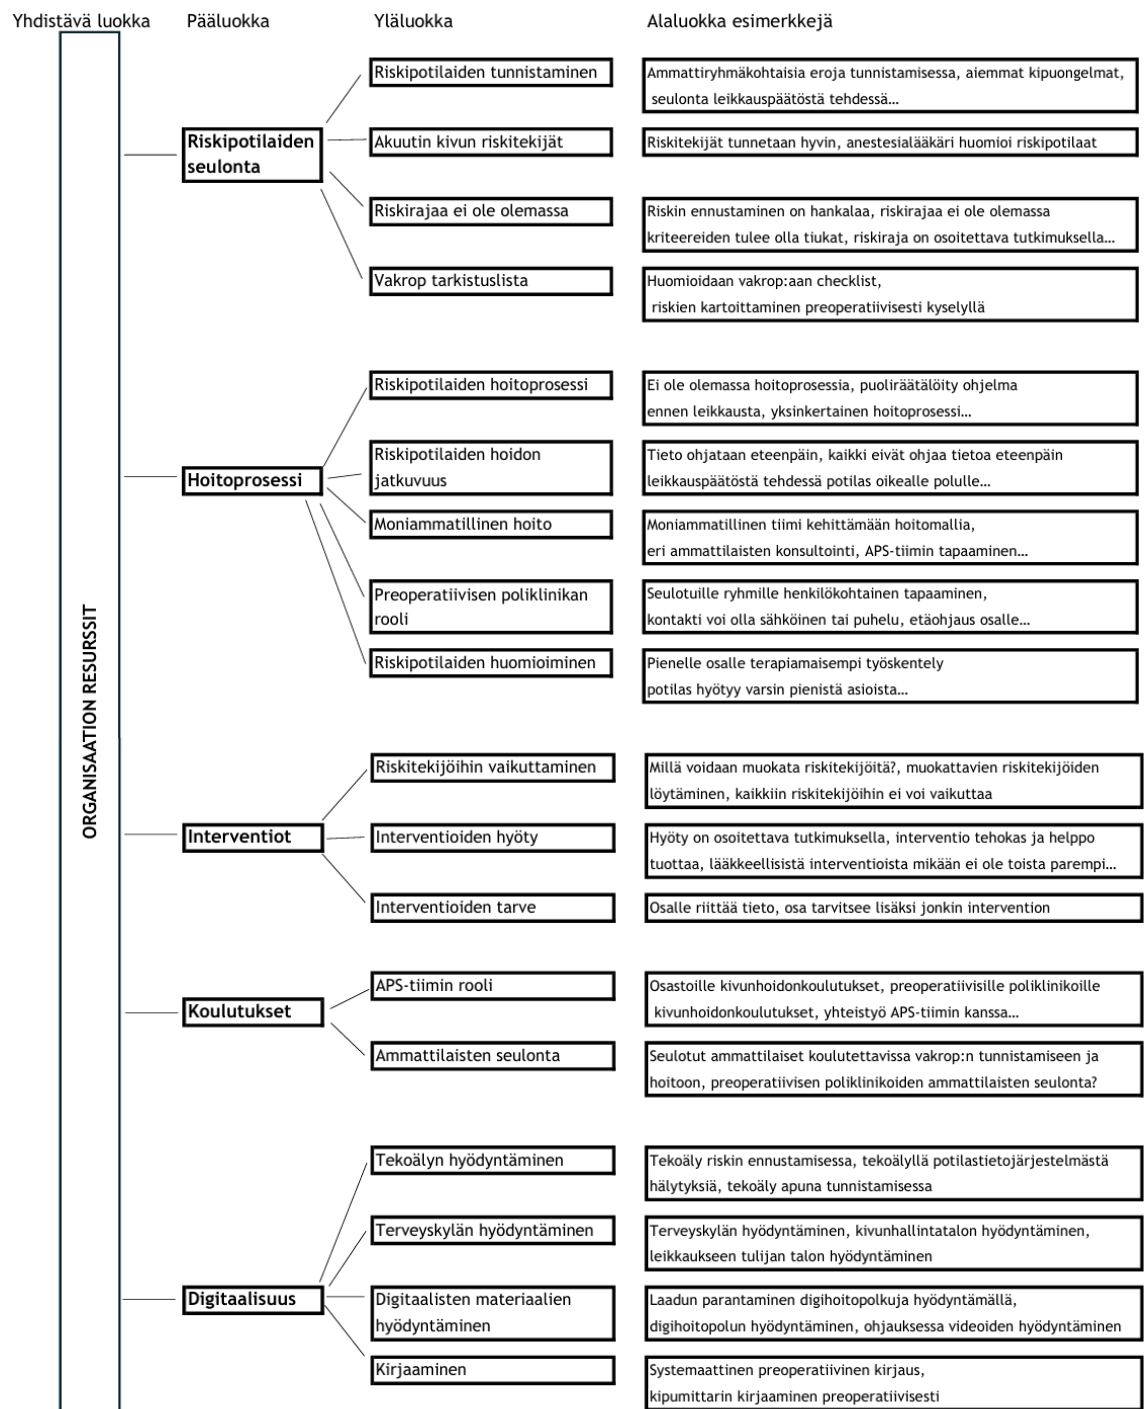 Yhdistävä luokka Pääluokka Yläluokka Alaluokka esimerkkejä
ORGANISAATION RESURSSIT
Riskipotilaiden
seulonta
Riskipotilaiden tunnistaminen
Ammattiryhmäkohtaisia eroja tunnistamisessa, aiemmat kipuongelmat,
seulonta leikkauspäätöstä tehdessä…
Akuutin kivun riskitekijät
Riskitekijät tunnetaan hyvin, anestesialääkäri huomioi riskipotilaat
Riskirajaa ei ole olemassa
Riskin ennustaminen on hankalaa, riskirajaa ei ole olemassa
kriteereiden tulee olla tiukat, riskiraja on osoitettava tutkimuksella…
Vakrop tarkistuslista
Huomioidaan vakrop:aan checklist,
riskien kartoittaminen preoperatiivisesti kyselyllä
Hoitoprosessi
Riskipotilaiden hoitoprosessi
Ei ole olemassa hoitoprosessia, puoliräätälöity ohjelma
ennen leikkausta, yksinkertainen hoitoprosessi…
Riskipotilaiden hoidon
jatkuvuus
Tieto ohjataan eteenpäin, kaikki eivät ohjaa tietoa eteenpäin
leikkauspäätöstä tehdessä potilas oikealle polulle…
Moniammatillinen hoito
Moniammatillinen tiimi kehittämään hoitomallia,
eri ammattilaisten konsultointi, APS-tiimin tapaaminen…
Preoperatiivisen poliklinikan
rooli
Seulotuille ryhmille henkilökohtainen tapaaminen,
kontakti voi olla sähköinen tai puhelu, etäohjaus osalle…
Riskipotilaiden huomioiminen
Pienelle osalle terapiamaisempi työskentely
potilas hyötyy varsin pienistä asioista…
Interventiot
Riskitekijöihin vaikuttaminen
Millä voidaan muokata riskitekijöitä?, muokattavien riskitekijöiden
löytäminen, kaikkiin riskitekijöihin ei voi vaikuttaa
Interventioiden hyöty
Hyöty on osoitettava tutkimuksella, interventio tehokas ja helppo
tuottaa, lääkkeellisistä interventioista mikään ei ole toista parempi…
Interventioiden tarve
Osalle riittää tieto, osa tarvitsee lisäksi jonkin intervention
Koulutukset
APS-tiimin rooli
Osastoille kivunhoidonkoulutukset, preoperatiivisille poliklinikoille
kivunhoidonkoulutukset, yhteistyö APS-tiimin kanssa…
Ammattilaisten seulonta
Seulotut ammattilaiset koulutettavissa vakrop:n tunnistamiseen ja
hoitoon, preoperatiivisen poliklinikoiden ammattilaisten seulonta?
Digitaalisuus
Tekoälyn hyödyntäminen
Tekoäly riskin ennustamisessa, tekoälyllä potilastietojärjestelmästä
hälytyksiä, tekoäly apuna tunnistamisessa
Terveyskylän hyödyntäminen
Terveyskylän hyödyntäminen, kivunhallintatalon hyödyntäminen,
leikkaukseen tulijan talon hyödyntäminen
Digitaalisten materiaalien
hyödyntäminen
Laadun parantaminen digihoitopolkuja hyödyntämällä,
digihoitopolun hyödyntäminen, ohjauksessa videoiden hyödyntäminen
Kirjaaminen
Systemaattinen preoperatiivinen kirjaus,
kipumittarin kirjaaminen preoperatiivisesti